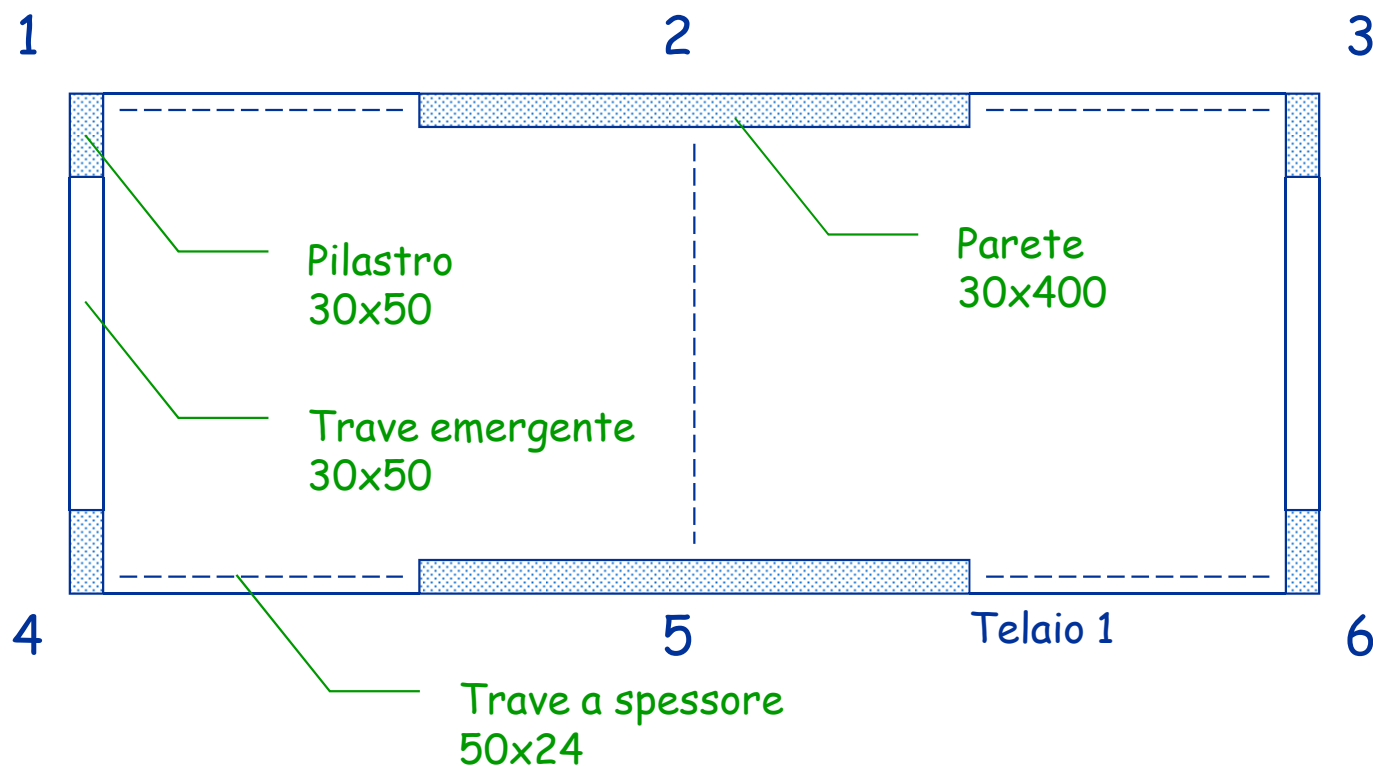 1
2
3
Pilastro
30x50
Parete
30x400
Trave emergente
30x50
4
5
Telaio 1
6
Trave a spessore
50x24